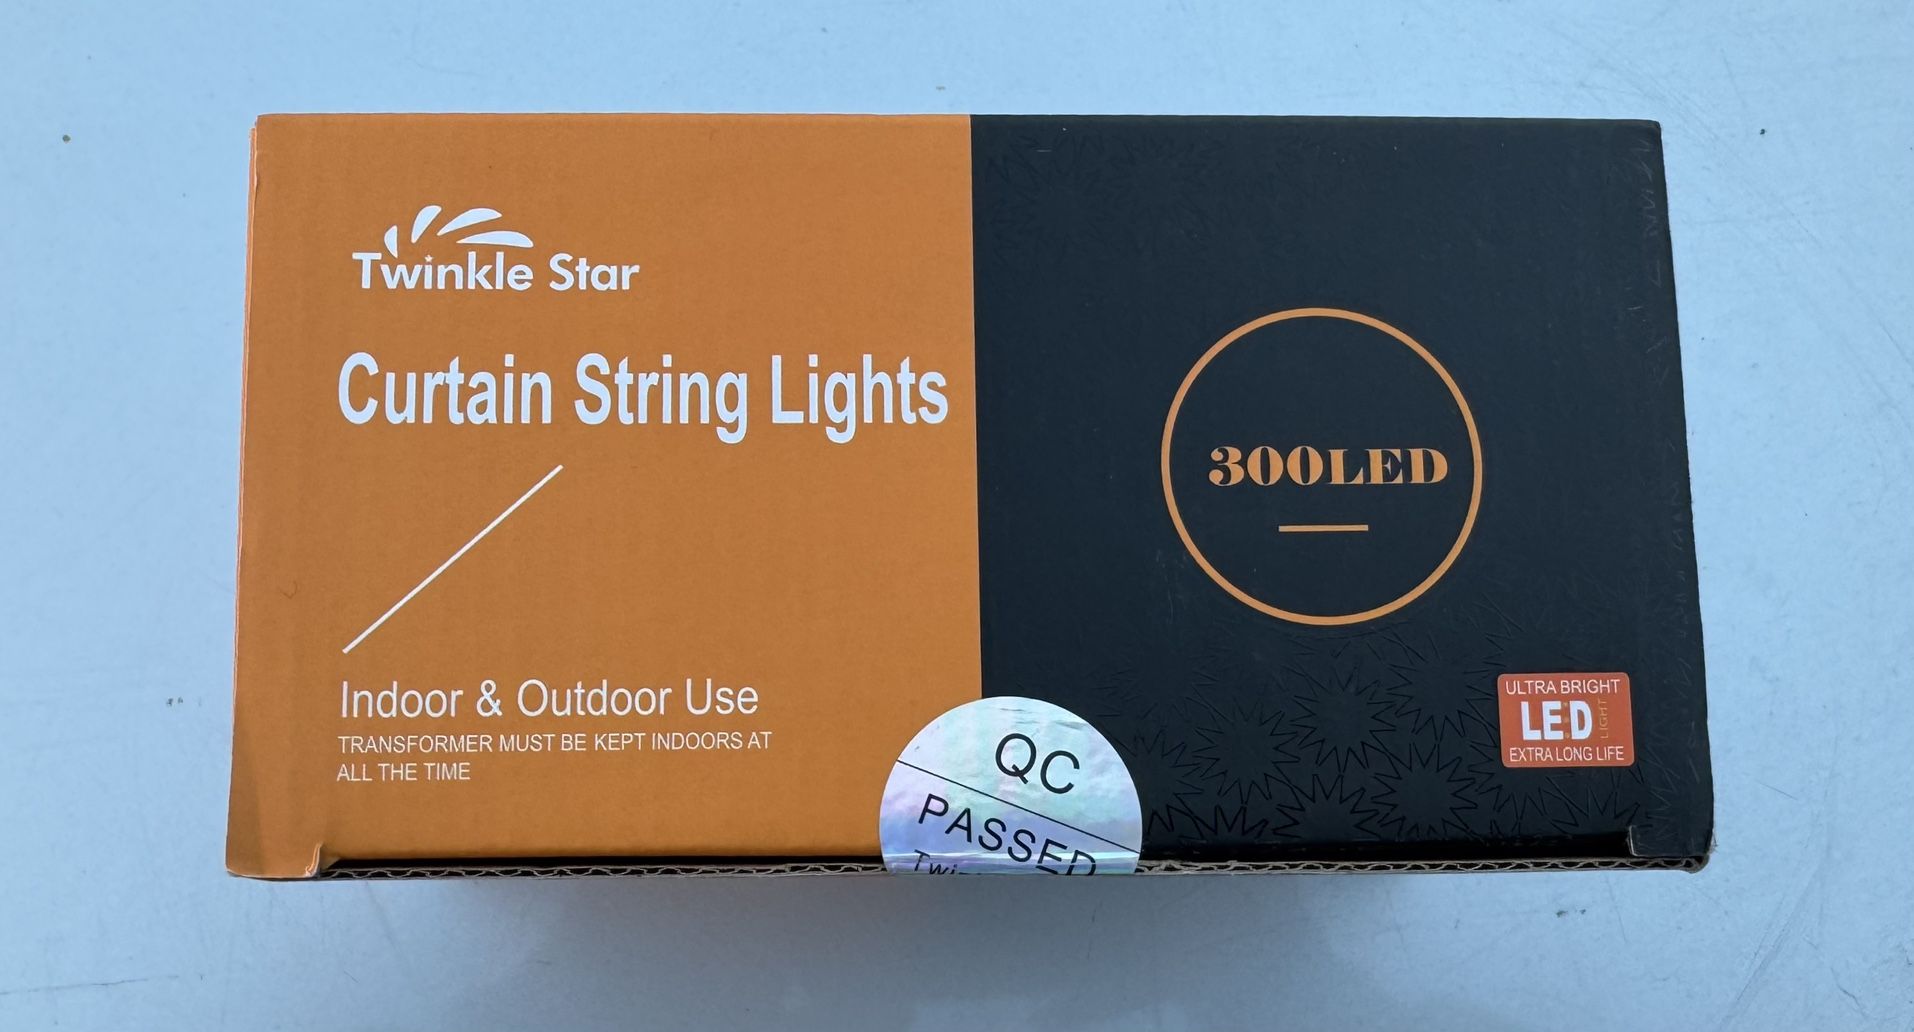 Twinkle Star
Curtain String Lights
Indoor & Outdoor Use
TRANSFORMER MUST BE KEPT INDOORS AT
ALL THE TIME
300LED
ULTRA BRIGHT
LED
LIGHT
EXTRA LONG LIFE
QC
PASSED